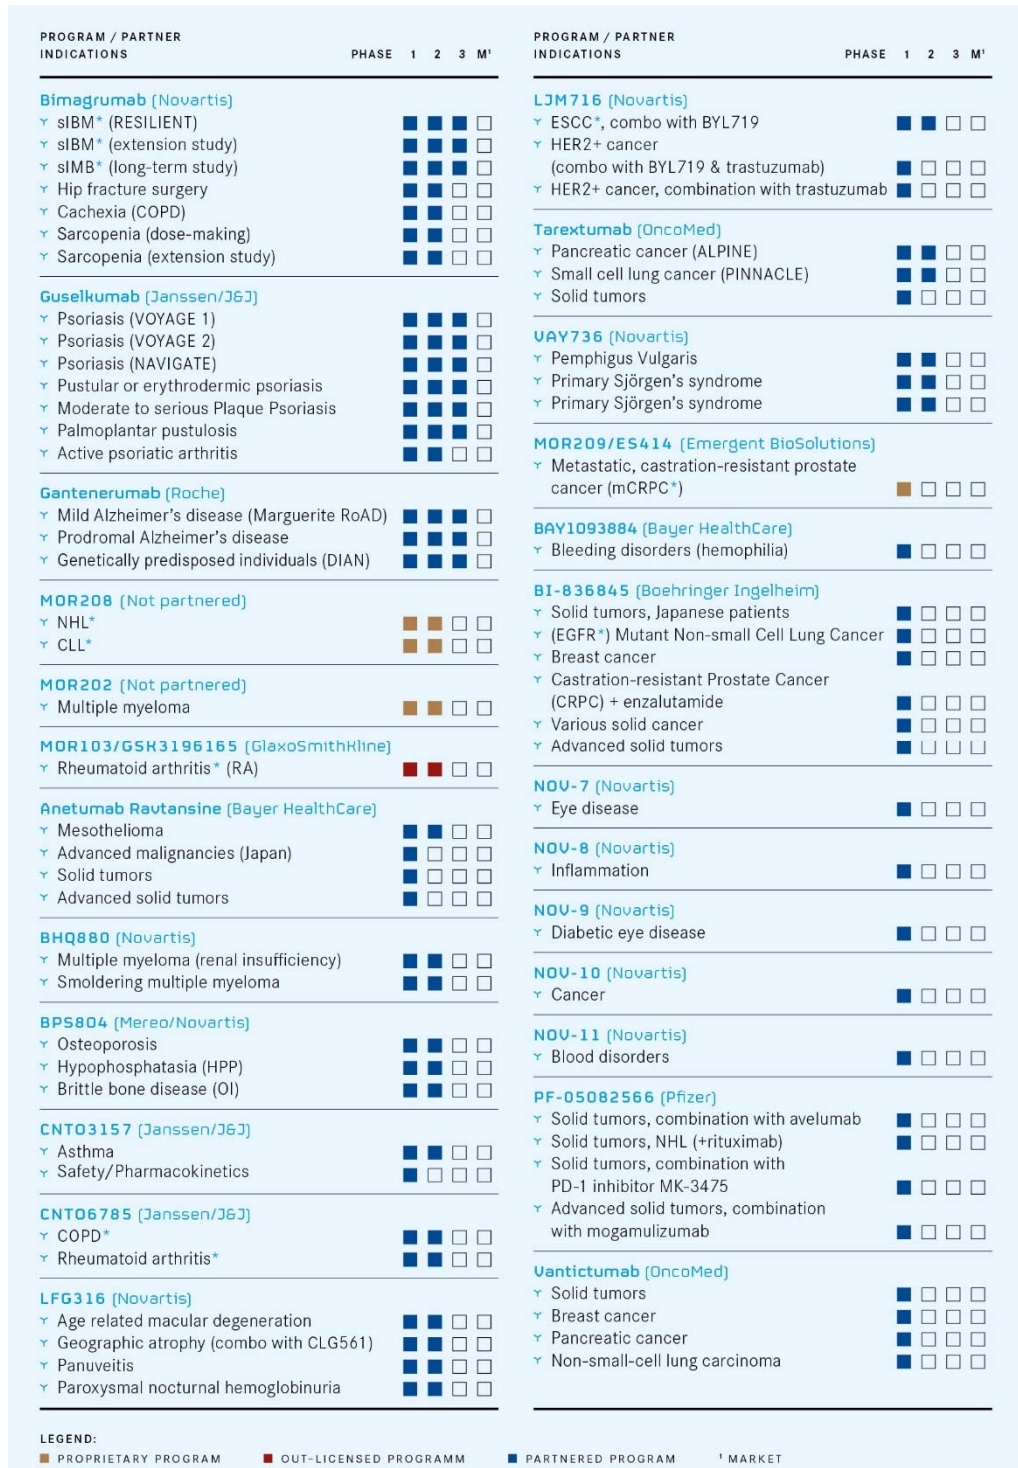 PROGRAM / PARTNER
INDICATIONS PHASE 1 2 3 M¹
Bimagrumab (Novartis)
sIBM* (RESILIENT)
sIBM* (extension study)
sIMB* (long-term study)
Hip fracture surgery
Cachexia (COPD)
Sarcopenia (dose-making)
Sarcopenia (extension study)
Guselkumab (Janssen/J&J)
Psoriasis (VOYAGE 1)
Psoriasis (VOYAGE 2)
Psoriasis (NAVIGATE)
Pustular or erythrodermic psoriasis
Moderate to serious Plaque Psoriasis
Palmoplantar pustulosis
Active psoriatic arthritis
Gantenerumab (Roche)
Mild Alzheimer's disease (Marguerite RoAD)
Prodromal Alzheimer's disease
Genetically predisposed individuals (DIAN)
MOR208 (Not partnered)
NHL*
CLL*
MOR202 (Not partnered)
Multiple myeloma
MOR103/GSK3196165 (GlaxoSmithKline)
Rheumatoid arthritis* (RA)
Anetumab Ravtansine (Bayer HealthCare)
Mesothelioma
Advanced malignancies (Japan)
Solid tumors
Advanced solid tumors
BHQ880 (Novartis)
Multiple myeloma (renal insufficiency)
Smoldering multiple myeloma
BPS804 (Mereo/Novartis)
Osteoporosis
Hypophosphatasia (HPP)
Brittle bone disease (OI)
CNTO3157 (Janssen/J&J)
Asthma
Safety/Pharmacokinetics
CNTO6785 (Janssen/J&J)
COPD*
Rheumatoid arthritis*
LFG316 (Novartis)
Age related macular degeneration
Geographic atrophy (combo with CLG561)
Panuveitis
Paroxysmal nocturnal hemoglobinuria
PROGRAM / PARTNER
INDICATIONS PHASE 1 2 3 M¹
LJM716 (Novartis)
ESCC*, combo with BYL719
HER2+ cancer
(combo with BYL719 & trastuzumab)
HER2+ cancer, combination with trastuzumab
Tarextumab (OncoMed)
Pancreatic cancer (ALPINE)
Small cell lung cancer (PINNACLE)
Solid tumors
VAY736 (Novartis)
Pemphigus Vulgaris
Primary Sjörgen's syndrome
Primary Sjörgen's syndrome
MOR209/ES414 (Emergent BioSolutions)
Metastatic, castration-resistant prostate
cancer (mCRPC*)
BAY1093884 (Bayer HealthCare)
Bleeding disorders (hemophilia)
BI-836845 (Boehringer Ingelheim)
Solid tumors, Japanese patients
(EGFR*) Mutant Non-small Cell Lung Cancer
Breast cancer
Castration-resistant Prostate Cancer
(CRPC) + enzalutamide
Various solid cancer
Advanced solid tumors
NOV-7 (Novartis)
Eye disease
NOV-8 (Novartis)
Inflammation
NOV-9 (Novartis)
Diabetic eye disease
NOV-10 (Novartis)
Cancer
NOV-11 (Novartis)
Blood disorders
PF-05082566 (Pfizer)
Solid tumors, combination with avelumab
Solid tumors, NHL (+rituximab)
Solid tumors, combination with
PD-1 inhibitor MK-3475
Advanced solid tumors, combination
with mogamulizumab
Vantictumab (OncoMed)
Solid tumors
Breast cancer
Pancreatic cancer
Non-small-cell lung carcinoma
LEGEND:
PROPRIETARY PROGRAM OUT-LICENSED PROGRAMM PARTNERED PROGRAM ¹ MARKET